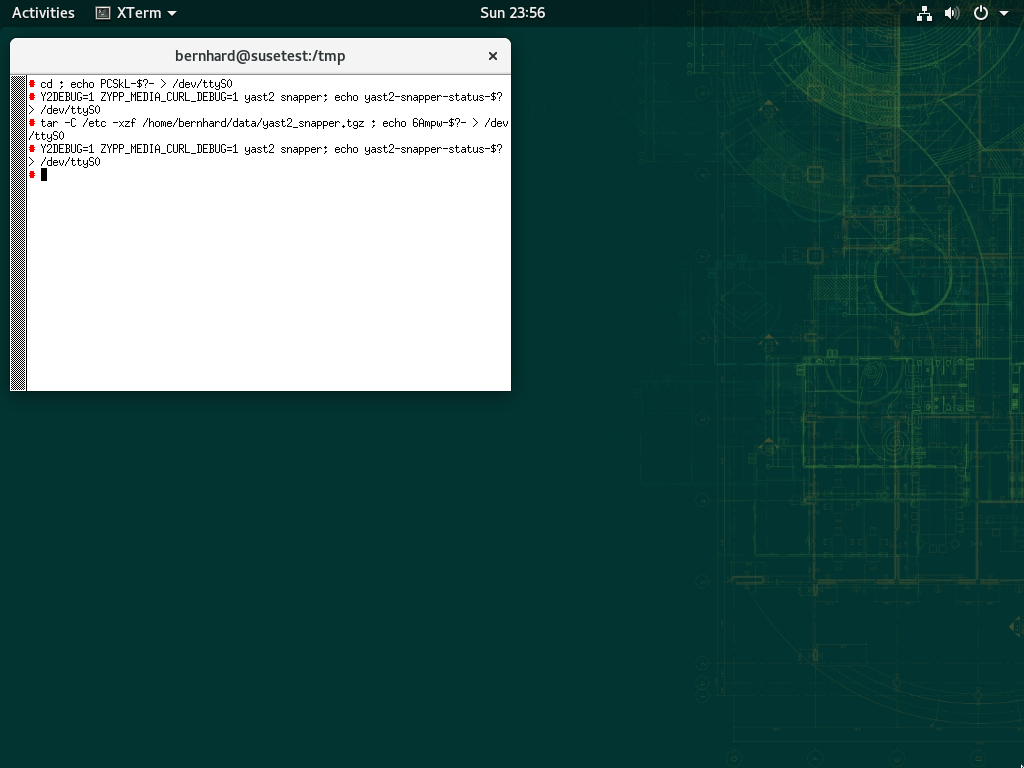 Activities XTerm Sun 23:56
bernhard@susetest:/tmp ×
# cd ; echo PCSkL-$?- > /dev/ttyS0
# Y2DEBUG=1 ZYPP_MEDIA_CURL_DEBUG=1 yast2 snapper; echo yast2-snapper-status-$?
> /dev/ttyS0
# tar -C /etc -xzf /home/bernhard/data/yast2_snapper.tgz ; echo 6Ampw-$?- > /dev
/ttyS0
# Y2DEBUG=1 ZYPP_MEDIA_CURL_DEBUG=1 yast2 snapper; echo yast2-snapper-status-$?
> /dev/ttyS0
#